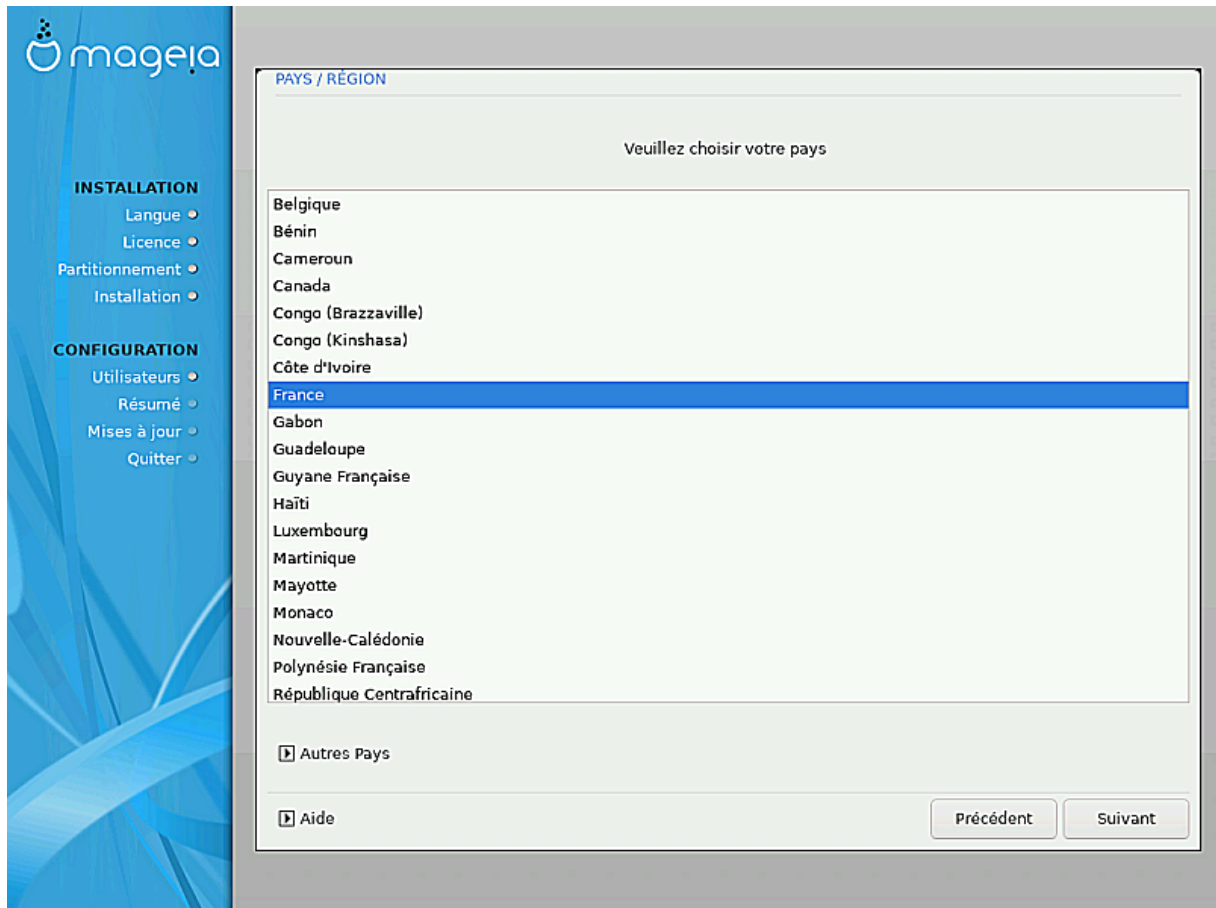 mageia
INSTALLATION
Langue
Licence
Partitionnement
Installation
CONFIGURATION
Utilisateurs
Résumé
Mises à jour
Quitter
PAYS / RÉGION
Veuillez choisir votre pays
Belgique
Bénin
Cameroun
Canada
Congo (Brazzaville)
Congo (Kinshasa)
Côte d'Ivoire
France
Gabon
Guadeloupe
Guyane Française
Haïti
Luxembourg
Martinique
Mayotte
Monaco
Nouvelle-Calédonie
Polynésie Française
République Centrafricaine
Autres Pays
Aide
Précédent
Suivant